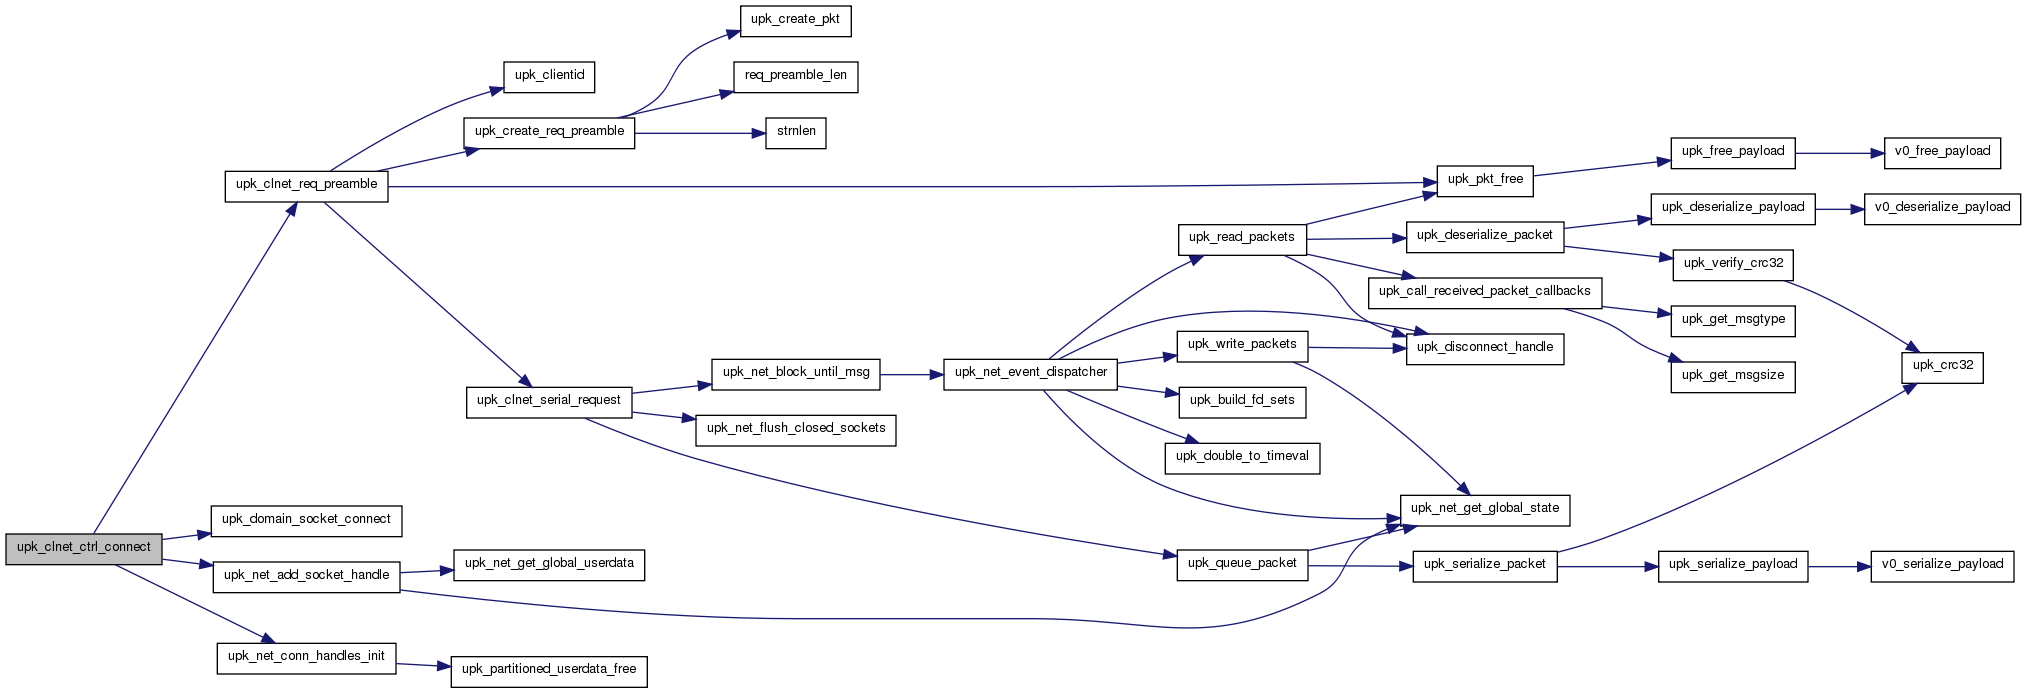 upk_create_pkt
upk_clientid
req_preamble_len
upk_create_req_preamble
strnlen
upk_free_payload
v0_free_payload
upk_clnet_req_preamble
upk_pkt_free
upk_deserialize_payload
v0_deserialize_payload
upk_read_packets
upk_deserialize_packet
upk_verify_crc32
upk_call_received_packet_callbacks
upk_get_msgtype
upk_write_packets
upk_disconnect_handle
upk_crc32
upk_net_block_until_msg
upk_net_event_dispatcher
upk_get_msgsize
upk_clnet_serial_request
upk_build_fd_sets
upk_net_flush_closed_sockets
upk_double_to_timeval
upk_net_get_global_state
upk_domain_socket_connect
upk_clnet_ctrl_connect
upk_net_add_socket_handle
upk_net_get_global_userdata
upk_queue_packet
upk_serialize_packet
upk_serialize_payload
v0_serialize_payload
upk_net_conn_handles_init
upk_partitioned_userdata_free